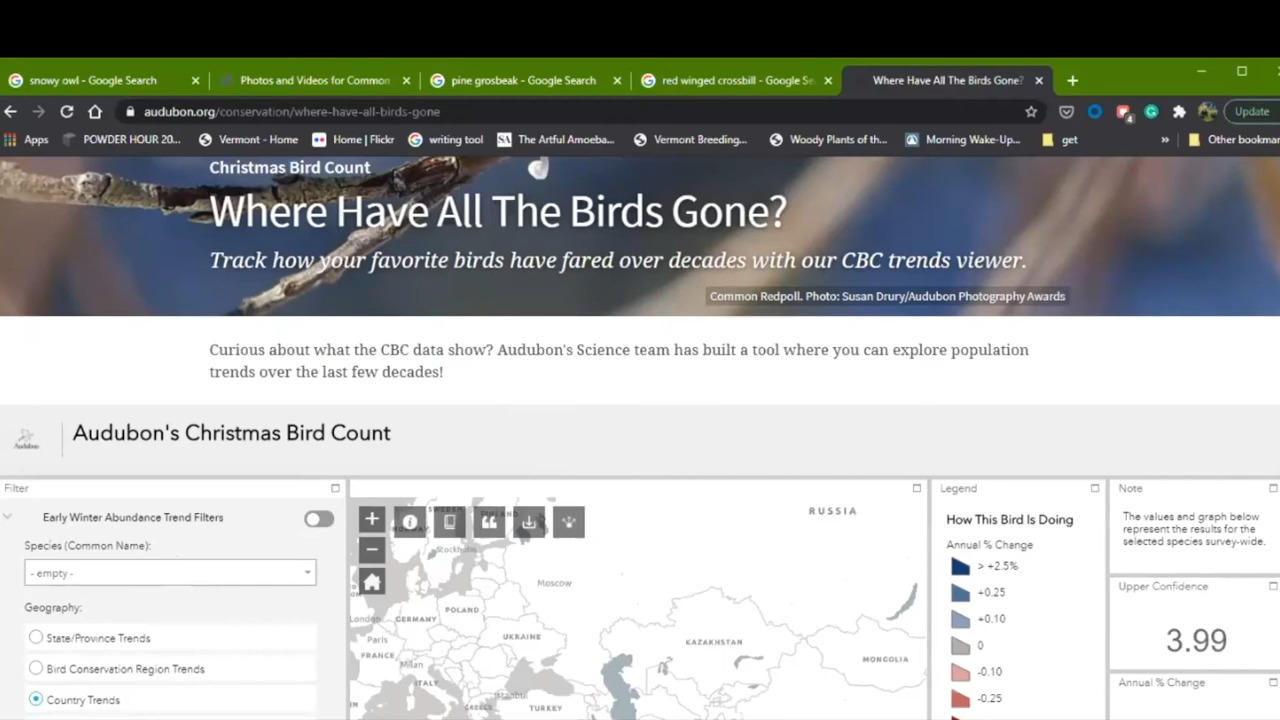 snowy owl - Google Search
Photos and Videos for Common
pine grosbeak - Google Search
red winged crossbill - Google Se
Where Have All The Birds Gone?
audubon.org/conservation/where-have-all-birds-gone
4
Update
Apps
POWDER HOUR 20...
Vermont - Home
Home | Flickr
writing tool
SA
The Artful Amoeba...
Vermont Breeding...
Woody Plants of th...
Morning Wake-Up...
get
»
Other bookmar
Christmas Bird Count
Where Have All The Birds Gone?
Track how your favorite birds have fared over decades with our CBC trends viewer.
Common Redpoll. Photo: Susan Drury/Audubon Photography Awards
Curious about what the CBC data show? Audubon's Science team has built a tool where you can explore population
trends over the last few decades!
Audubon
Audubon's Christmas Bird Count
Filter
Early Winter Abundance Trend Filters
Species (Common Name):
- empty -
Geography:
State/Province Trends
Bird Conservation Region Trends
Country Trends
RUSSIA
Stockholm
Moscow
London
GERMANY
POLAND
Paris
UKRAINE
KAZAKHSTAN
FRANCE
Milan
MONGOLIA
ITALY
Istanbul
GREECE
TURKEY
Legend
How This Bird Is Doing
Annual % Change
> +2.5%
+0.25
+0.10
0
-0.10
-0.25
Note
The values and graph below
represent the results for the
selected species survey-wide.
Upper Confidence
3.99
Annual % Change